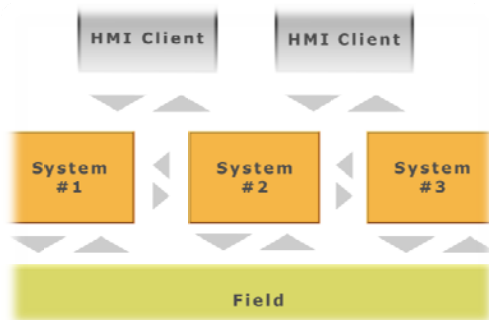 HMI Client
HMI Client
System
#1
System
#2
System
#3
Field